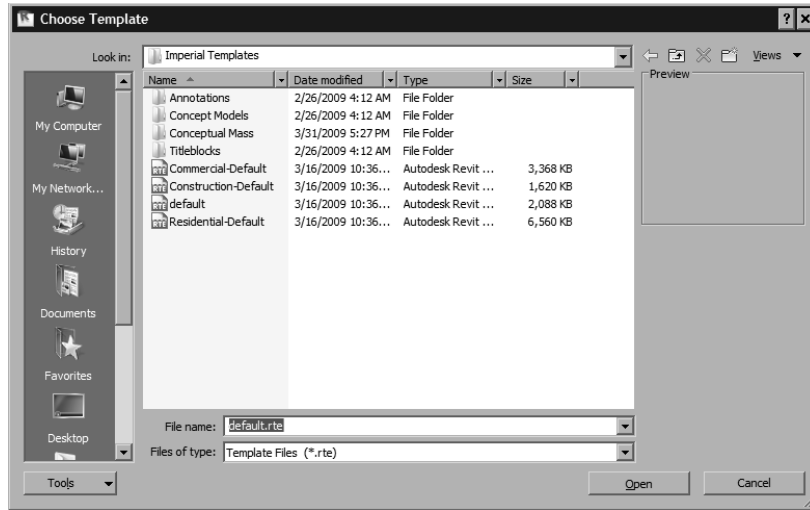 Choose Template
Look in: Imperial Templates Views
Name Date modified Type Size Preview
Annotations 2/26/2009 4:12 AM File Folder
Concept Models 2/26/2009 4:12 AM File Folder
Conceptual Mass 3/31/2009 5:27 PM File Folder
Titleblocks 2/26/2009 4:12 AM File Folder
Commercial-Default 3/16/2009 10:36... Autodesk Revit ... 3,368 KB
Construction-Default 3/16/2009 10:36... Autodesk Revit ... 1,620 KB
default 3/16/2009 10:36... Autodesk Revit ... 2,088 KB
Residential-Default 3/16/2009 10:36... Autodesk Revit ... 6,560 KB
My Computer
My Network...
History
Documents
Favorites
Desktop
File name: default.rte
Files of type: Template Files (*.rte)
Tools Open Cancel